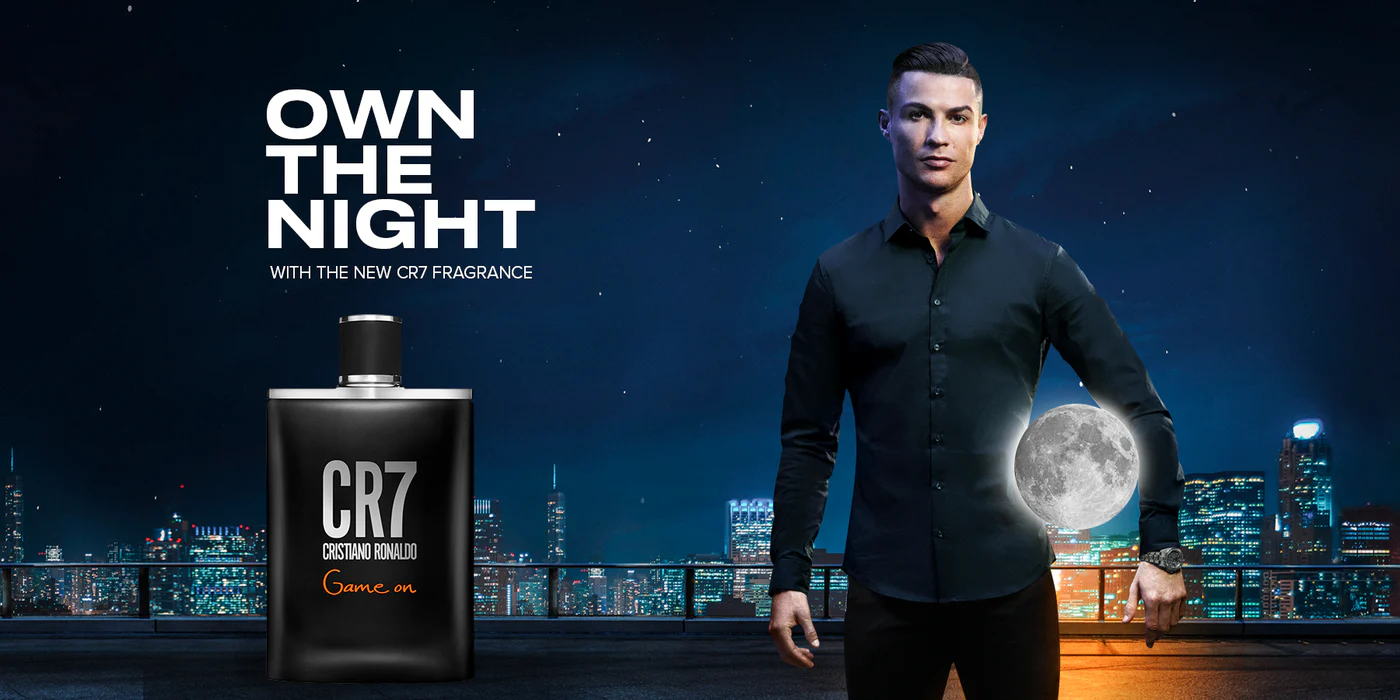 OWN
THE
NIGHT
WITH THE NEW CR7 FRAGRANCE
CR7
CRISTIANO RONALDO
Game on